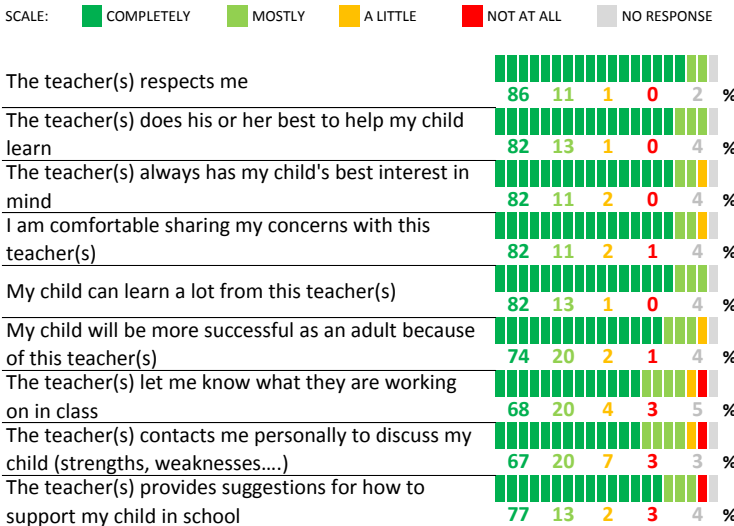 SCALE: COMPLETELY MOSTLY A LITTLE NOT AT ALL NO RESPONSE
The teacher(s) respects me
86 11 1 0 2 %
The teacher(s) does his or her best to help my child
learn
82 13 1 0 4 %
The teacher(s) always has my child's best interest in
mind
82 11 2 0 4 %
I am comfortable sharing my concerns with this
teacher(s)
82 11 2 1 4 %
My child can learn a lot from this teacher(s)
82 13 1 0 4 %
My child will be more successful as an adult because
of this teacher(s)
74 20 2 1 4 %
The teacher(s) let me know what they are working
on in class
68 20 4 3 5 %
The teacher(s) contacts me personally to discuss my
child (strengths, weaknesses....)
67 20 7 3 3 %
The teacher(s) provides suggestions for how to
support my child in school
77 13 2 3 4 %